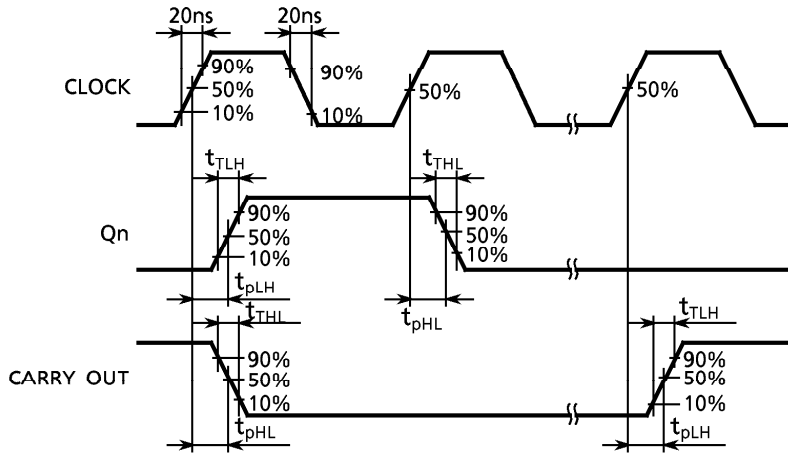 20ns 20ns
CLOCK
90% 90%
50% 50% 50%
10% 10%
tTLH tTHL
Qn
90% 90%
50% 50%
10% 10%
tpLH tpHL
tTHL tTLH
CARRY OUT
90% 90%
50% 50%
10% 10%
tpHL tpLH